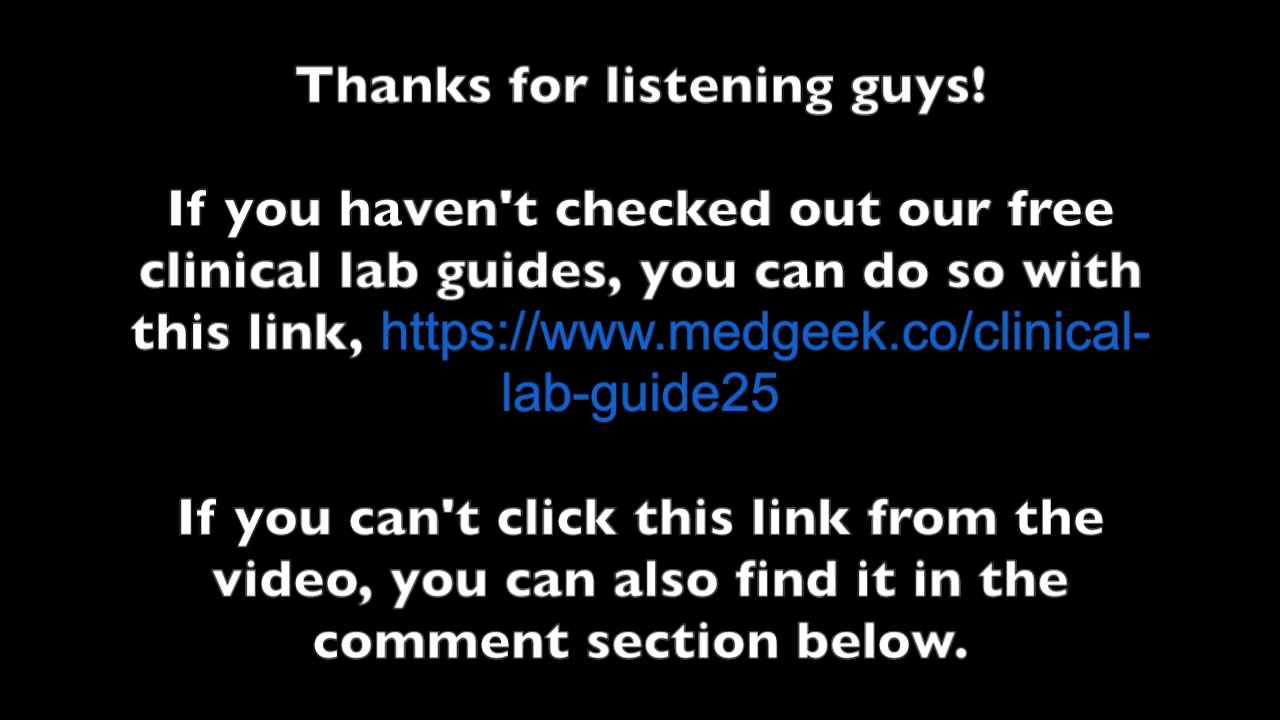 Thanks for listening guys!
If you haven't checked out our free
clinical lab guides, you can do so with
this link, https://www.medgeek.co/clinical-
lab-guide25
If you can't click this link from the
video, you can also find it in the
comment section below.